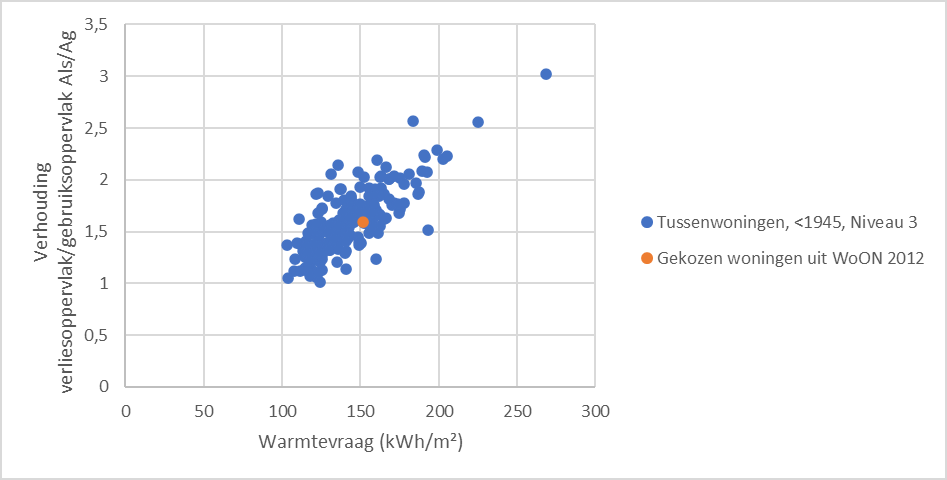 Verhouding
verliesoppervlak/gebruiksoppervlak Als/Ag
3,5
3
2,5
2
1,5
1
0,5
0
0 50 100 150 200 250 300
Warmtevraag (kWh/m²)
Tussenwoningen, <1945, Niveau 3
Gekozen woningen uit WoON 2012